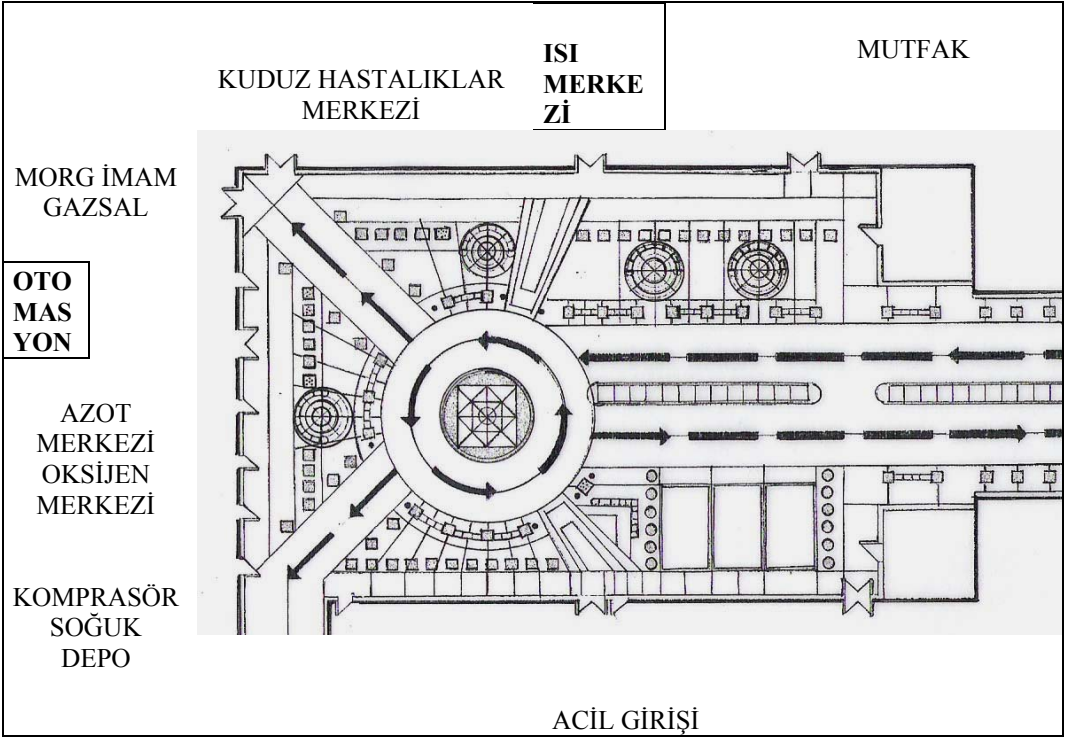 KUDUZ HASTALIKLAR
MERKEZİ
ISI
MERKE
Zİ
MUTFAK
MORG İMAM
GAZSAL
OTO
MAS
YON
AZOT
MERKEZİ
OKSİJEN
MERKEZİ
KOMPRASÖR
SOĞUK
DEPO
ACİL GİRİŞİ